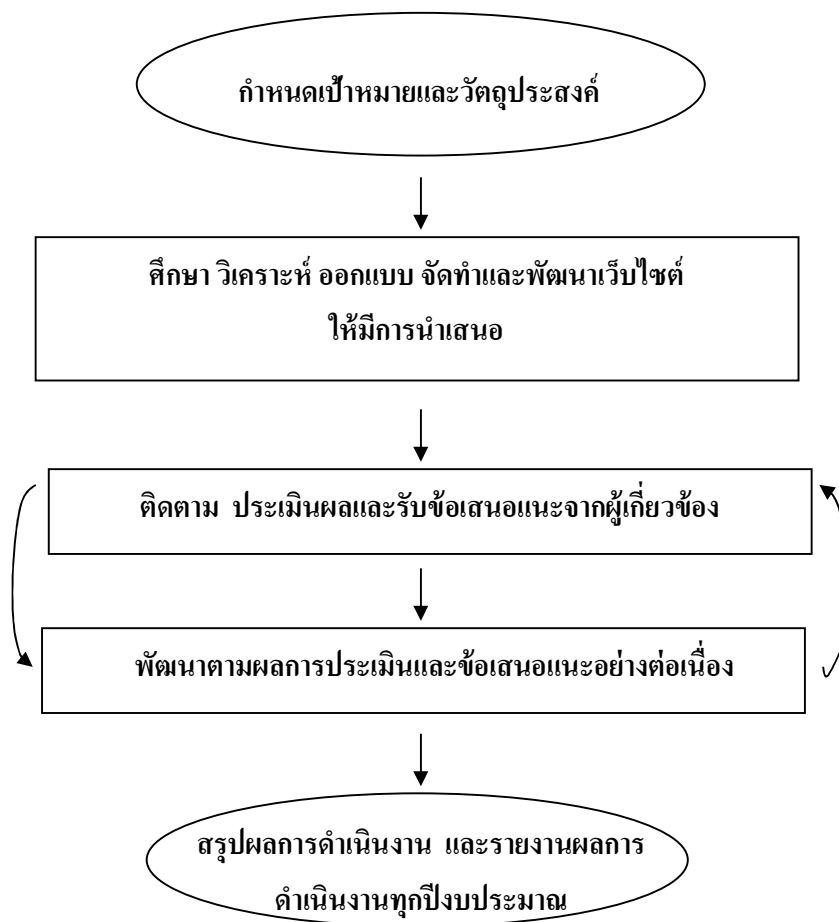 กำหนดเป้าหมายและวัตถุประสงค์
ศึกษา วิเคราะห์ ออกแบบ จัดทำและพัฒนาเว็บไซต์
ให้มีการนำเสนอ
ติดตาม ประเมินผลและรับข้อเสนอแนะจากผู้เกี่ยวข้อง
พัฒนาตามผลการประเมินและข้อเสนอแนะอย่างต่อเนื่อง
สรุปผลการดำเนินงาน และรายงานผลการ
ดำเนินงานทุกปีงบประมาณ